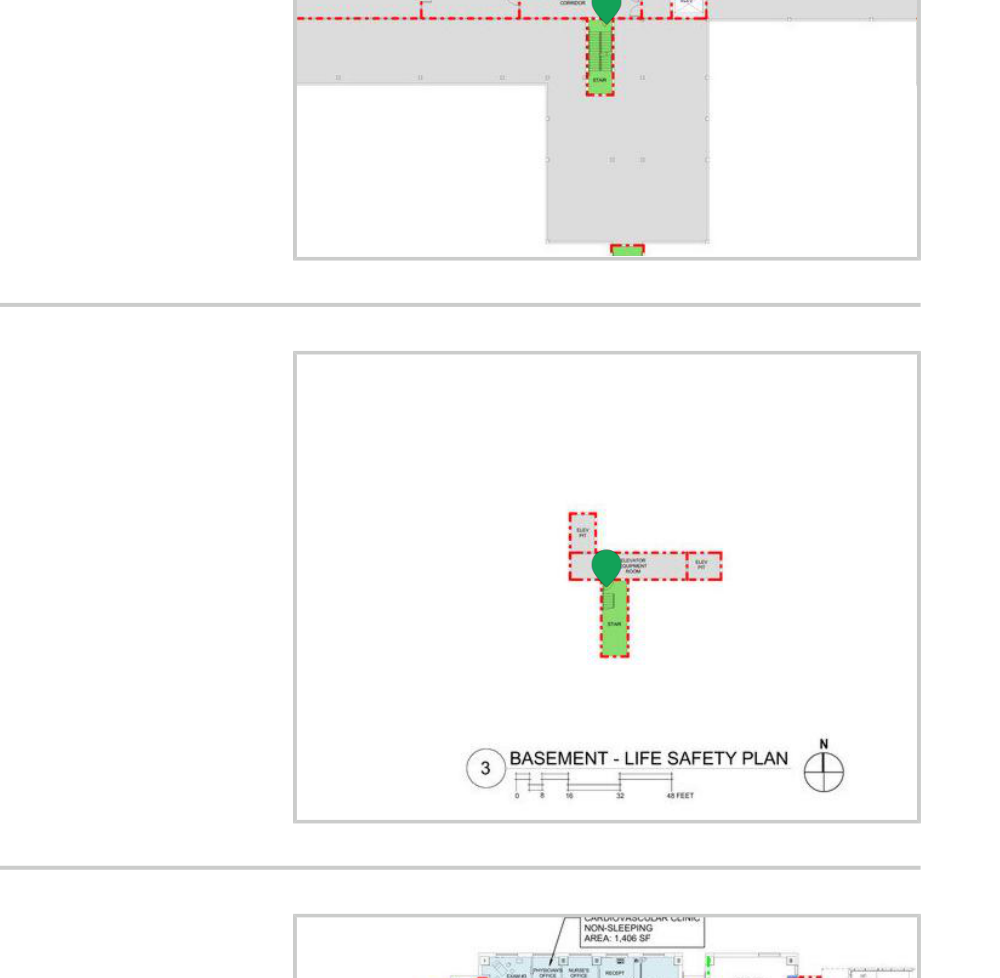 ELEV
CORRIDOR
STAIR
ELEV
PIT
ELEVATOR
EQUIPMENT
ROOM
ELEV
PIT
STAIR
N
3
BASEMENT - LIFE SAFETY PLAN
0 8 16 32 48 FEET
CARDIOVASCULAR CLINIC
NON-SLEEPING
AREA: 1,406 SF
PHYSICIAN'S
OFFICE
NURSE'S
OFFICE
RECEPT